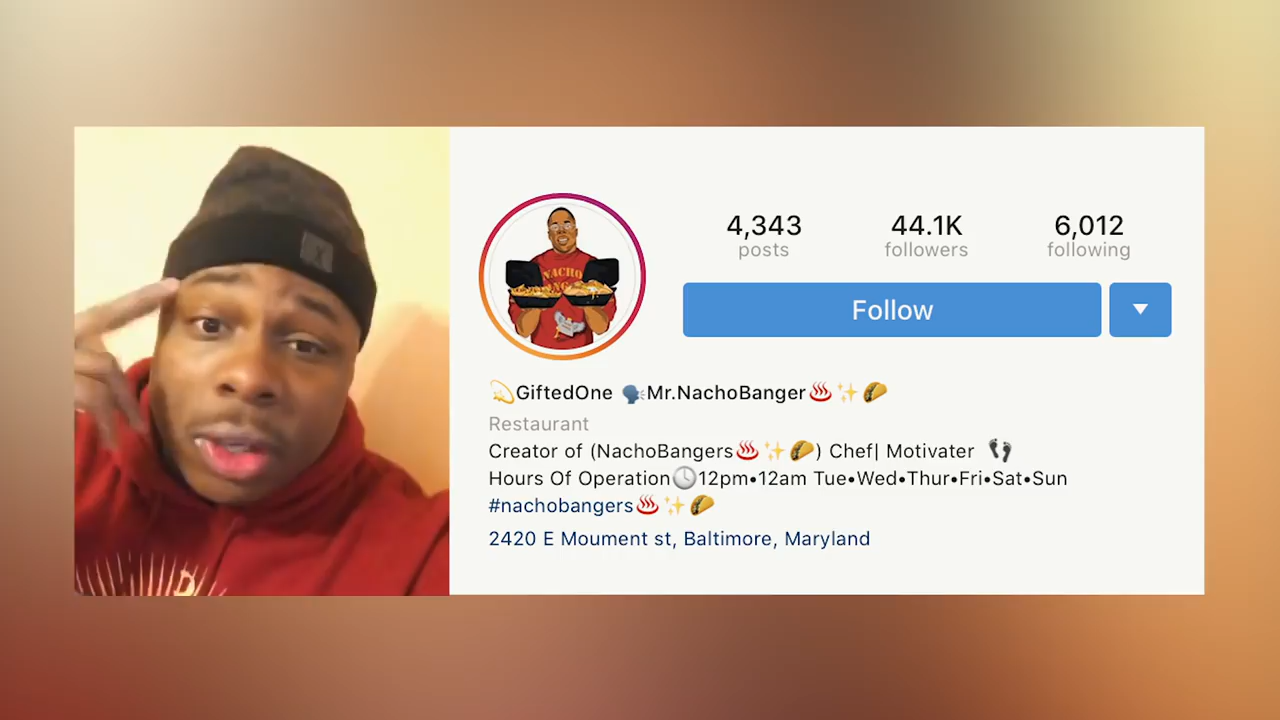 4,343 44.1K 6,012
posts followers following
Follow
💫GiftedOne 🗣Mr.NachoBanger♨️✨🌮
Restaurant
Creator of (NachoBangers♨️✨🌮) Chef| Motivater 👣
Hours Of Operation🕓12pm•12am Tue•Wed•Thur•Fri•Sat•Sun
#nachobangers♨️✨🌮
2420 E Moument st, Baltimore, Maryland
NACHO